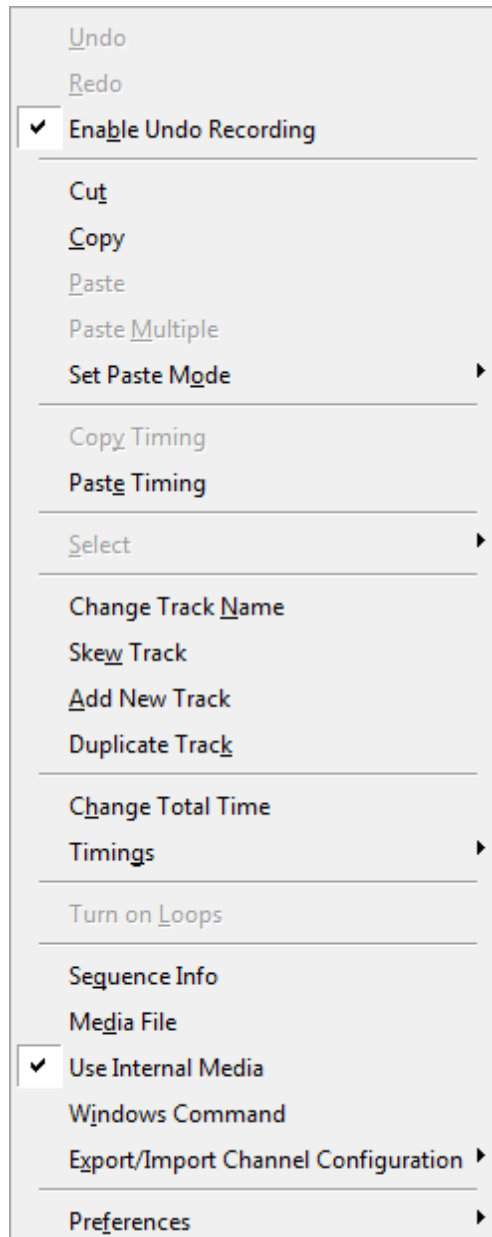 Undo
Redo
Enable Undo Recording
Cut
Copy
Paste
Paste Multiple
Set Paste Mode
Copy Timing
Paste Timing
Select
Change Track Name
Skew Track
Add New Track
Duplicate Track
Change Total Time
Timings
Turn on Loops
Sequence Info
Media File
Use Internal Media
Windows Command
Export/Import Channel Configuration
Preferences